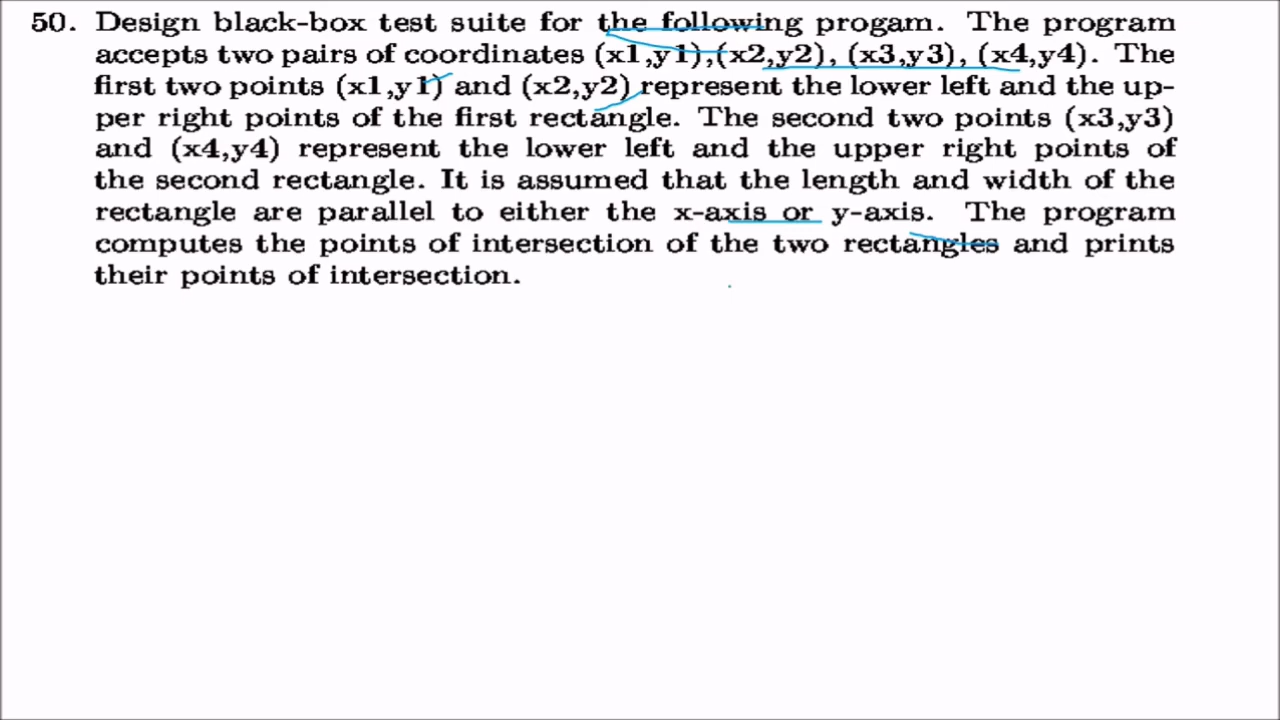 50. Design black-box test suite for the following progam. The program
accepts two pairs of coordinates (x1,y1),(x2,y2), (x3,y3), (x4,y4). The
first two points (x1,y1) and (x2,y2) represent the lower left and the up-
per right points of the first rectangle. The second two points (x3,y3)
and (x4,y4) represent the lower left and the upper right points of
the second rectangle. It is assumed that the length and width of the
rectangle are parallel to either the x-axis or y-axis. The program
computes the points of intersection of the two rectangles and prints
their points of intersection.